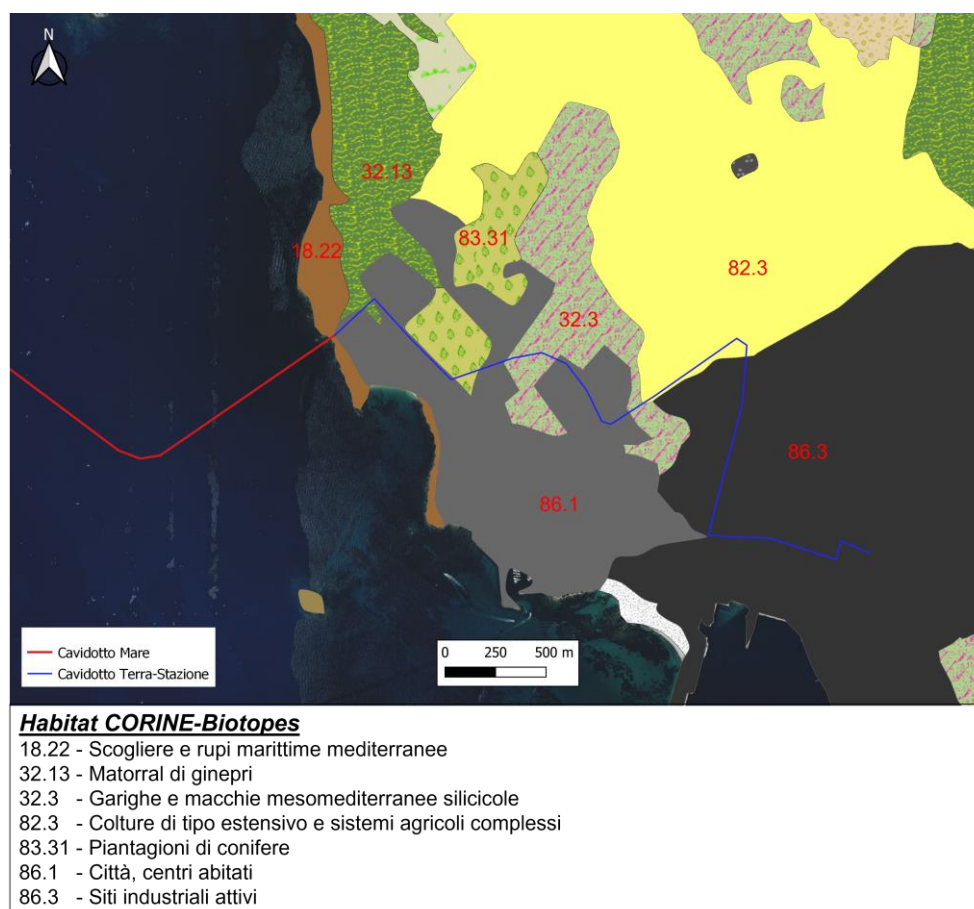 N
32.13
83.31
18.22
82.3
32.3
86.3
86.1
Cavidotto Mare
Cavidotto Terra-Stazione
0 250 500 m
Habitat CORINE-Biotopes
18.22 - Scogliere e rupi marittime mediterranee
32.13 - Matorral di ginepri
32.3 - Garighe e macchie mesomediterranee silicicole
82.3 - Colture di tipo estensivo e sistemi agricoli complessi
83.31 - Piantagioni di conifere
86.1 - Città, centri abitati
86.3 - Siti industriali attivi